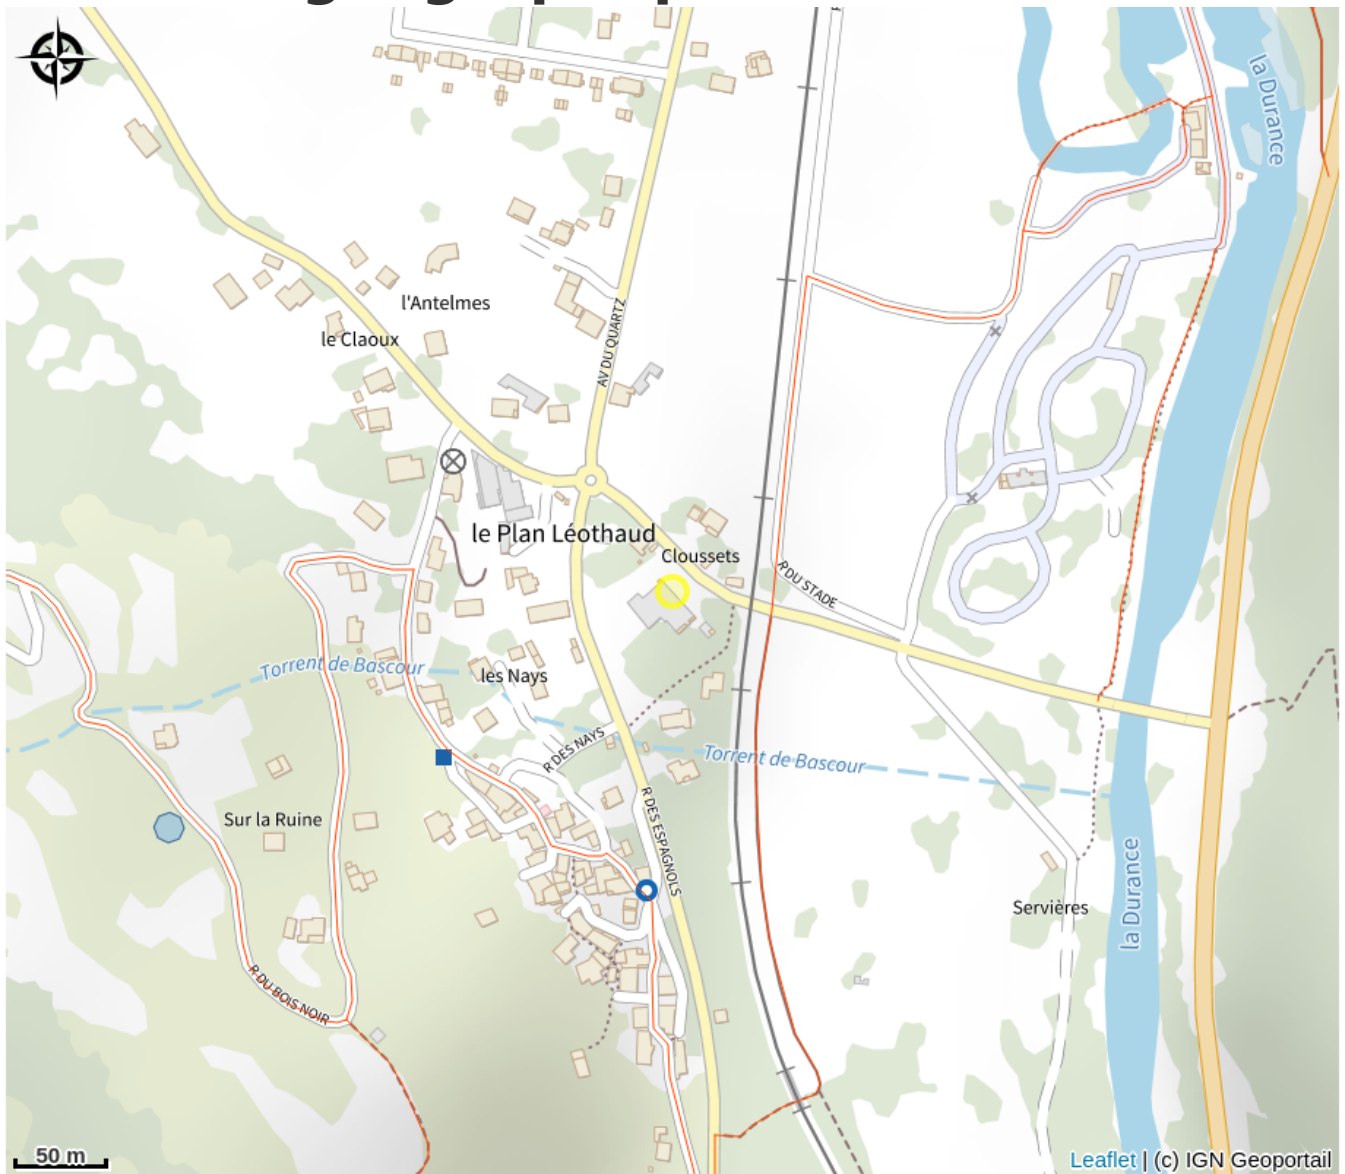 la Durance
l'Antelmes
le Claoux
AV DU QUARTZ
le Plan Léothaud
Cloussets
R DU STADE
Torrent de Bascour
les Nays
R DES NAYS
Torrent de Bascour
R DES ESPAGNOLS
Sur la Ruine
la Durance
Servières
R DU BOIS NOIR
50 m
Leaflet | (c) IGN Geoportail